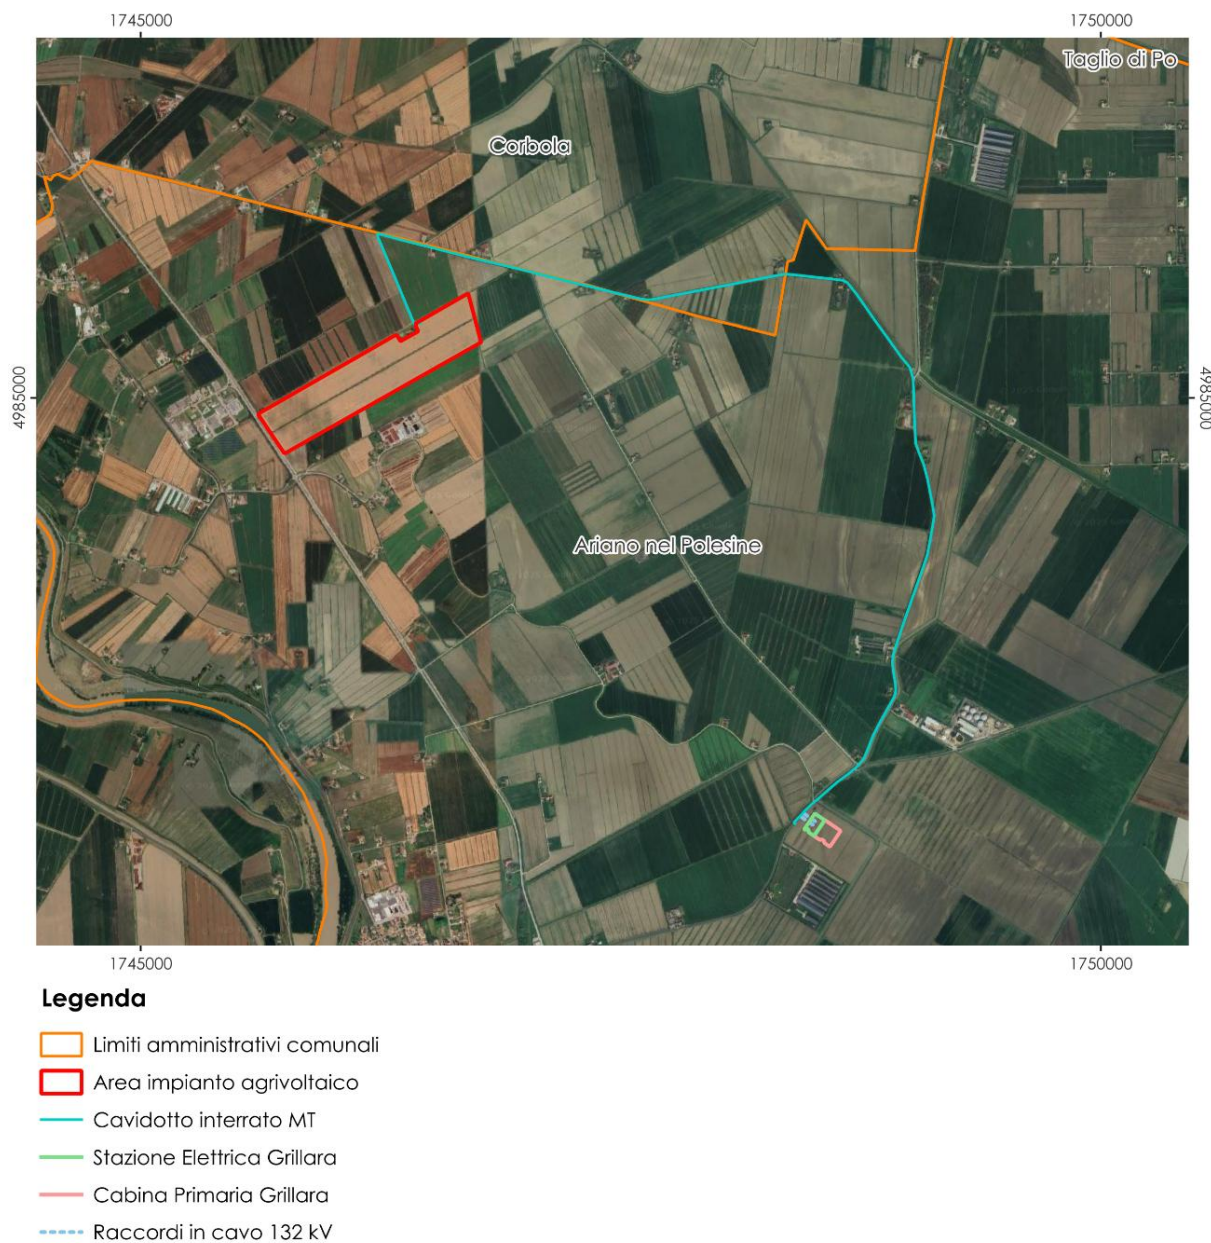 1745000
1750000
Taglio di Po
Corbola
4985000
4985000
Ariano nel Polesine
1745000
1750000
Legenda
Limiti amministrativi comunali
Area impianto agrivoltaico
Cavidotto interrato MT
Stazione Elettrica Grillara
Cabina Primaria Grillara
Raccordi in cavo 132 kV